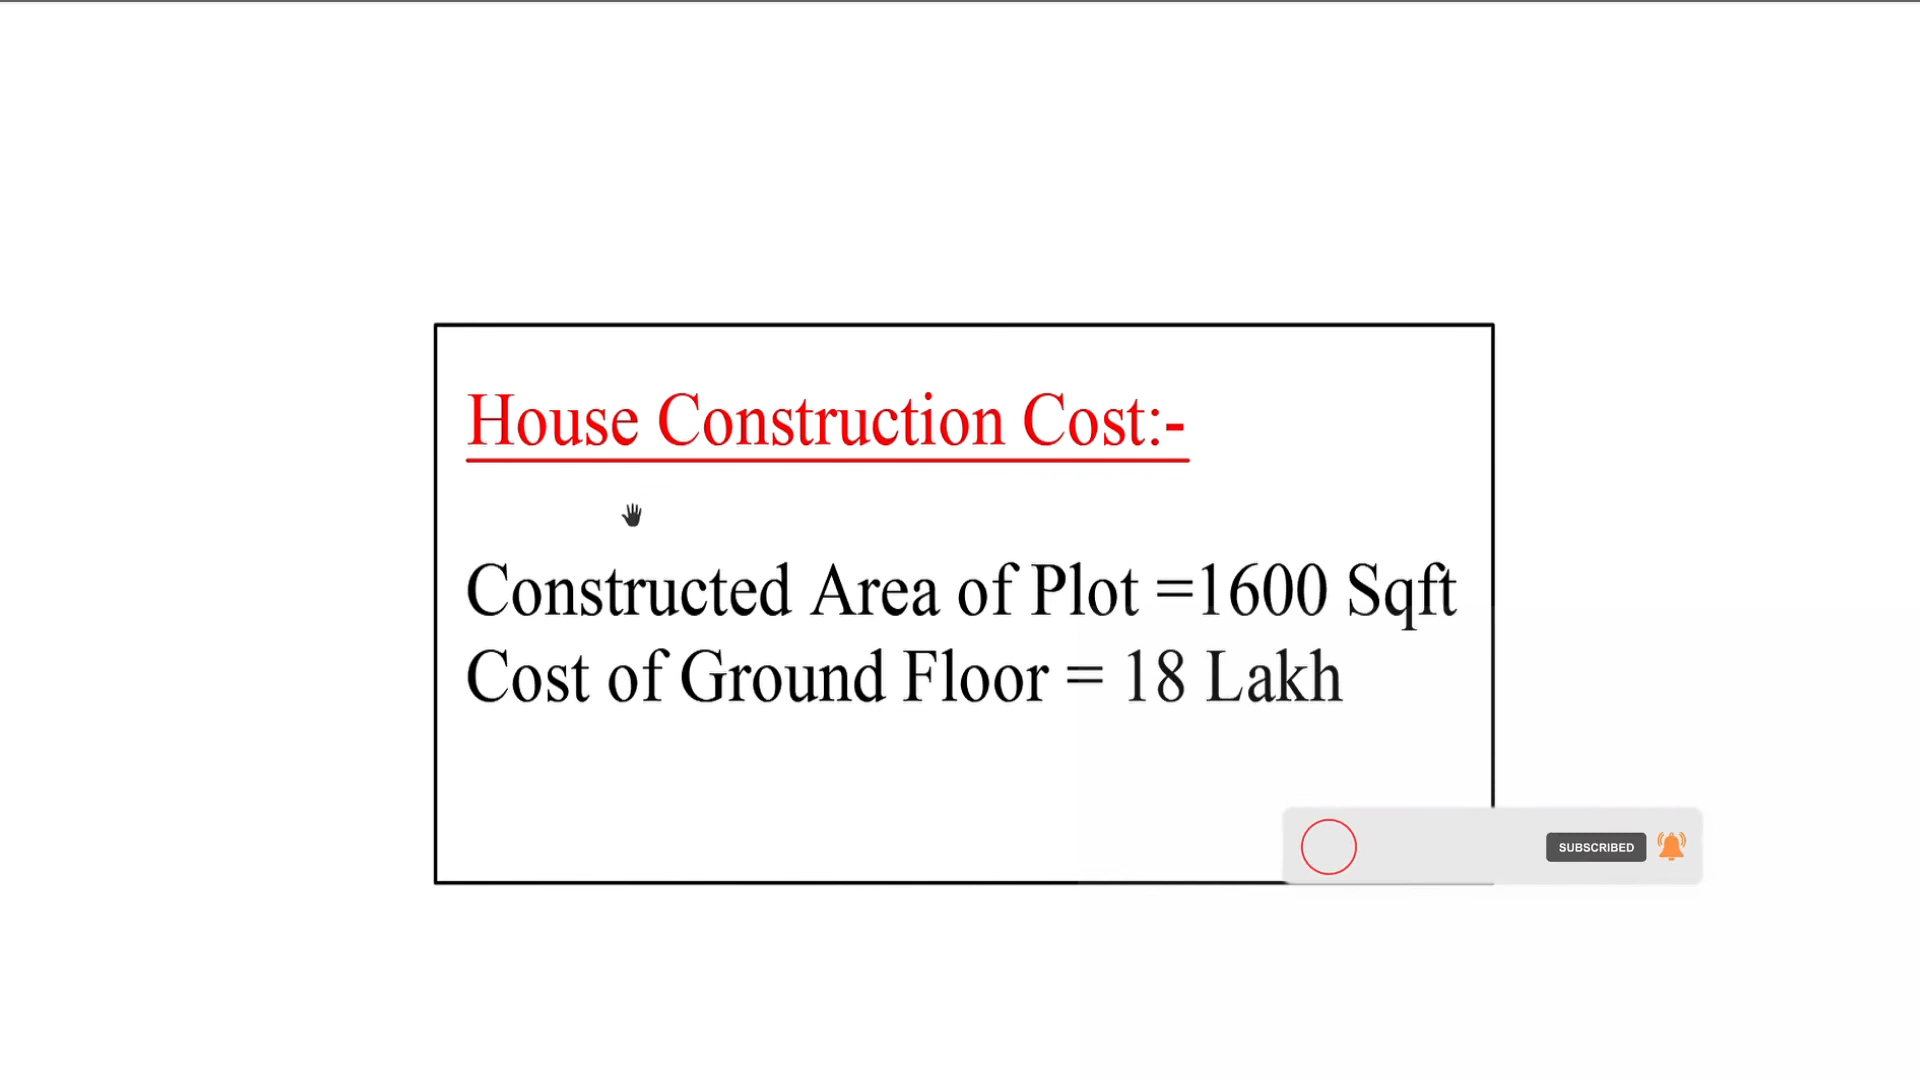 House Construction Cost:-
Constructed Area of Plot =1600 Sqft
Cost of Ground Floor = 18 Lakh
SUBSCRIBED